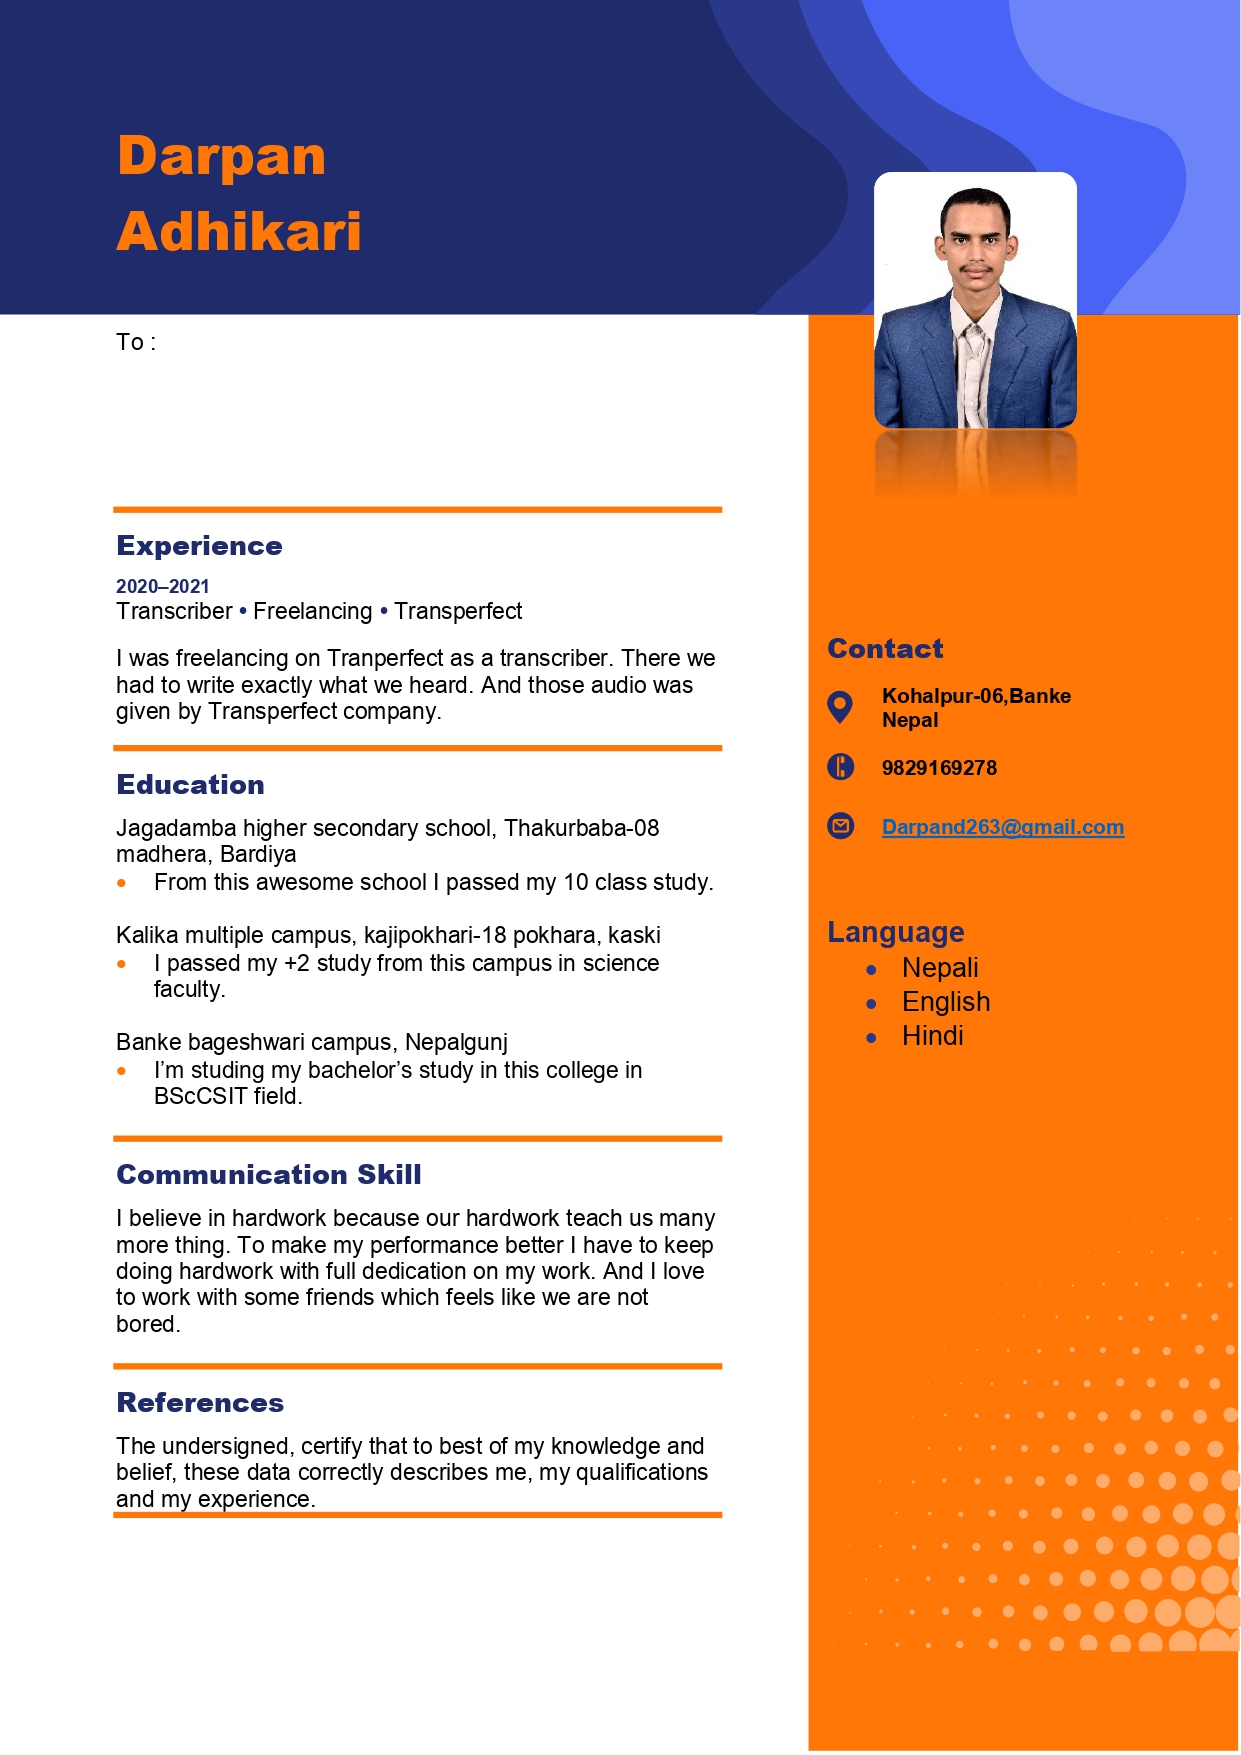 Darpan
Adhikari
To :
Experience
2020–2021
Transcriber • Freelancing • Transperfect
I was freelancing on Tranperfect as a transcriber. There we
had to write exactly what we heard. And those audio was
given by Transperfect company.
Education
Jagadamba higher secondary school, Thakurbaba-08
madhera, Bardiya
• From this awesome school I passed my 10 class study.
Kalika multiple campus, kajipokhari-18 pokhara, kaski
• I passed my +2 study from this campus in science
faculty.
Banke bageshwari campus, Nepalgunj
• I’m studing my bachelor’s study in this college in
BScCSIT field.
Communication Skill
I believe in hardwork because our hardwork teach us many
more thing. To make my performance better I have to keep
doing hardwork with full dedication on my work. And I love
to work with some friends which feels like we are not
bored.
References
The undersigned, certify that to best of my knowledge and
belief, these data correctly describes me, my qualifications
and my experience.
Contact
Kohalpur-06,Banke
Nepal
9829169278
Darpand263@gmail.com
Language
• Nepali
• English
• Hindi